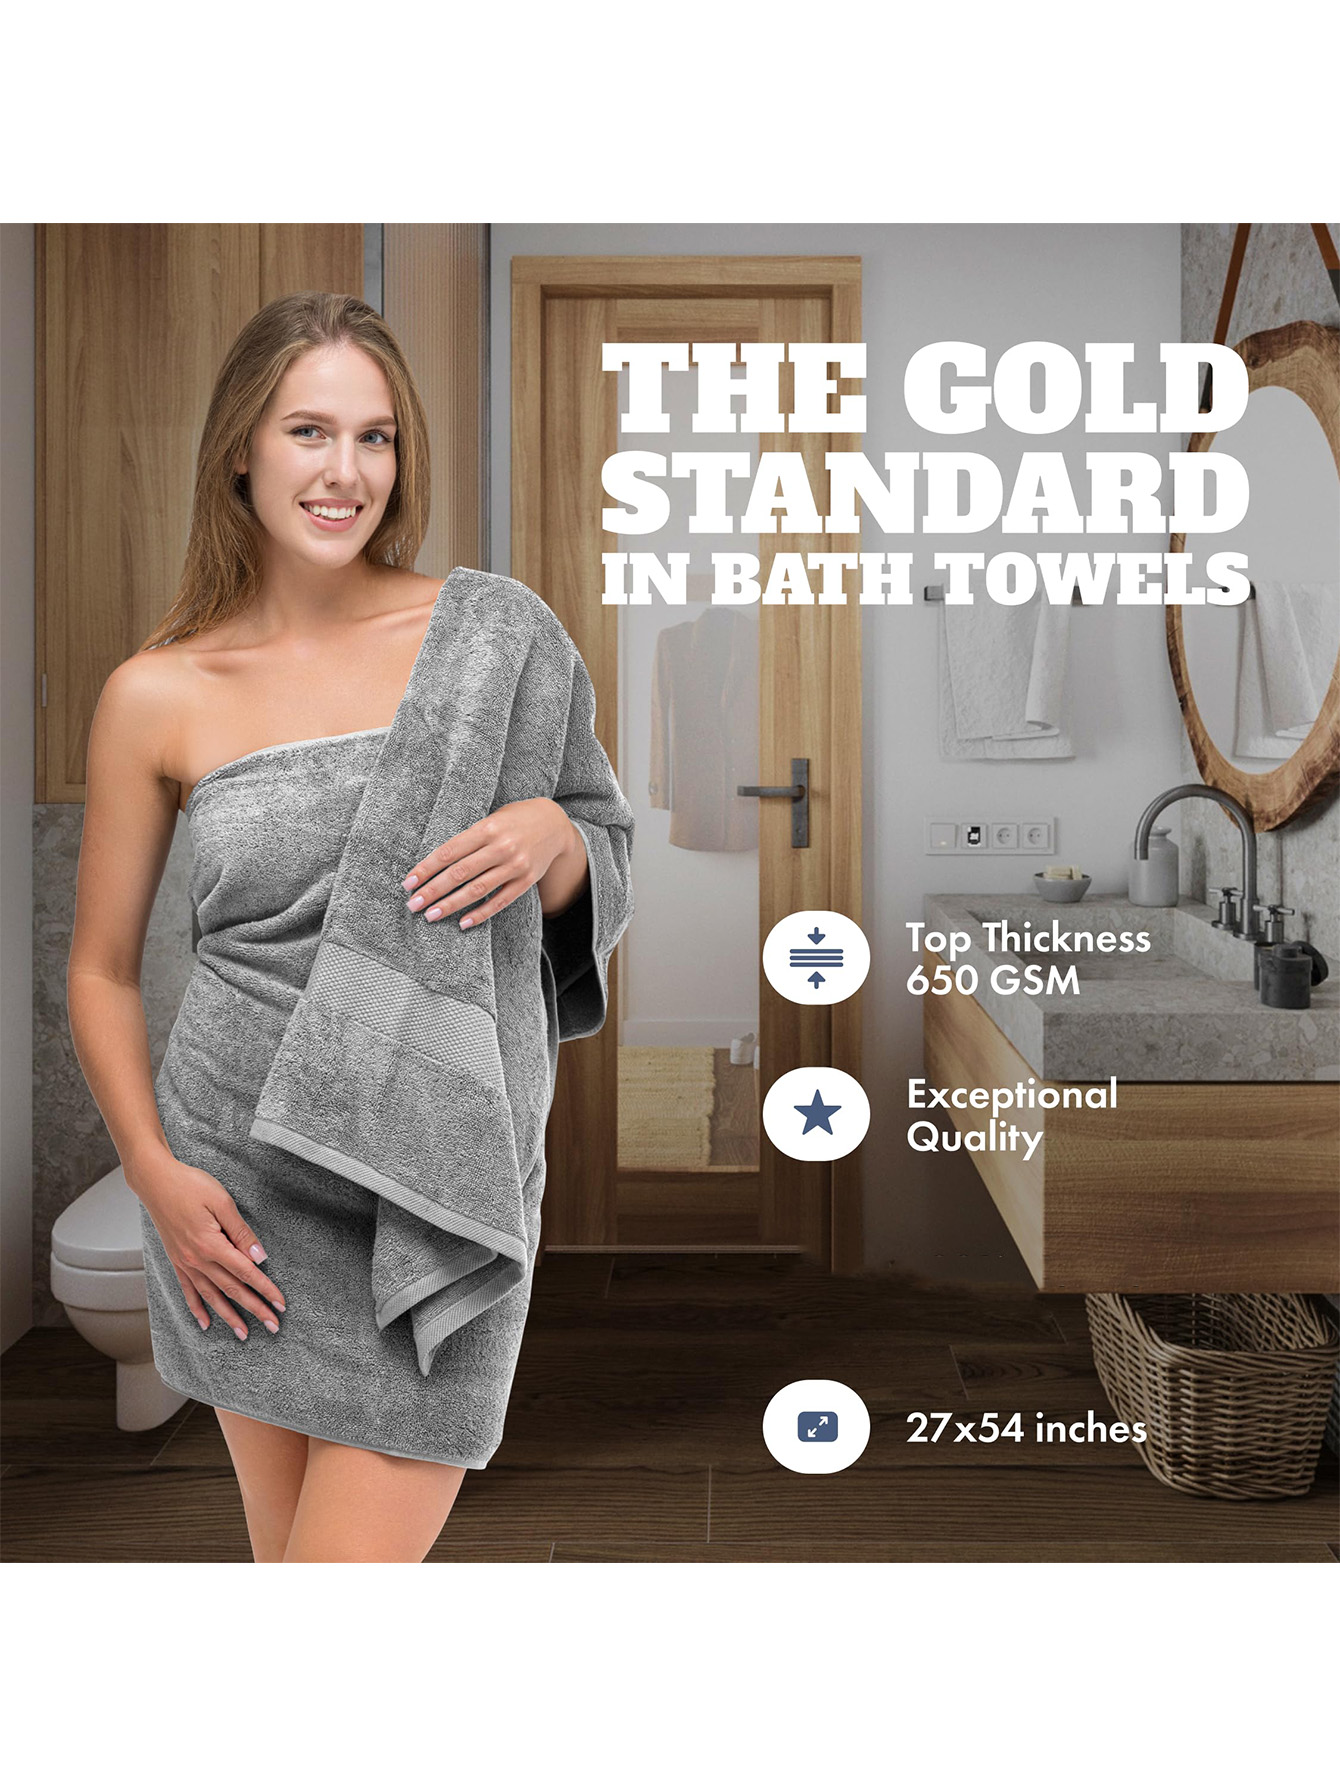 THE GOLD
STANDARD
IN BATH TOWELS
Top Thickness
650 GSM
Exceptional
Quality
27x54 inches